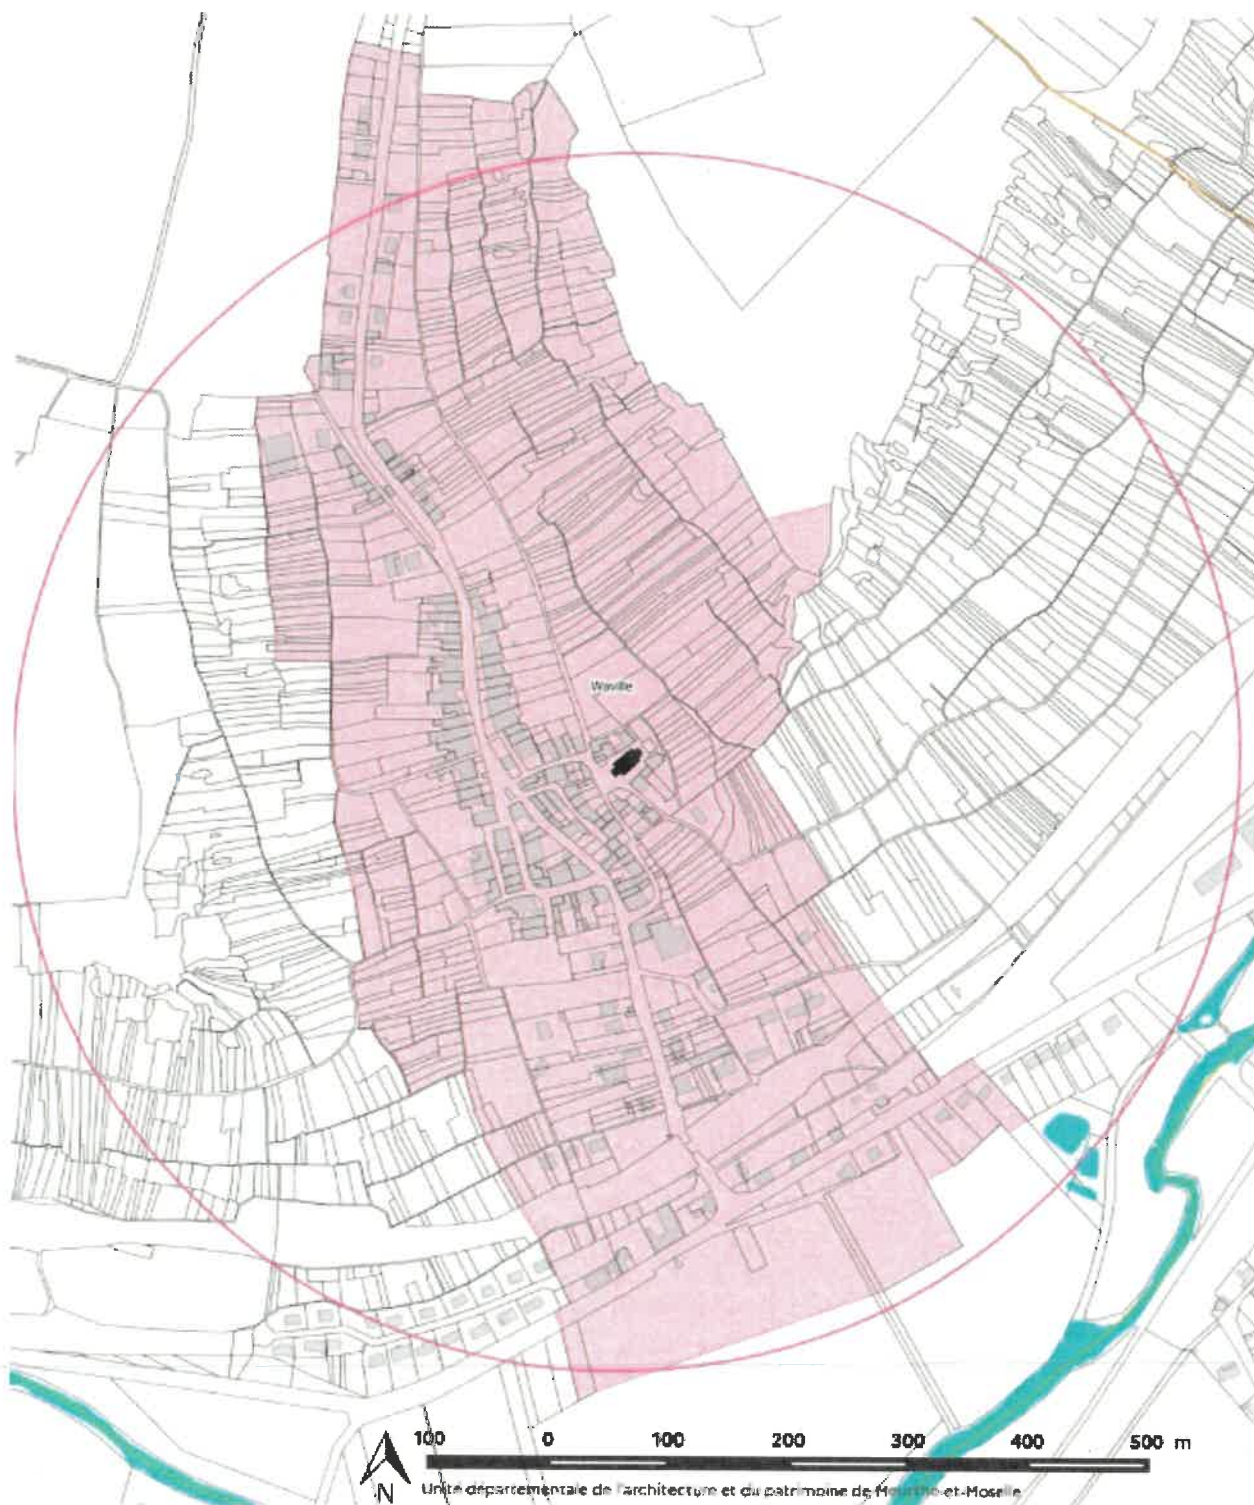 Waville
100 0 100 200 300 400 500 m
N
Unité départementale de l'architecture et du patrimoine de Meurthe-et-Moselle